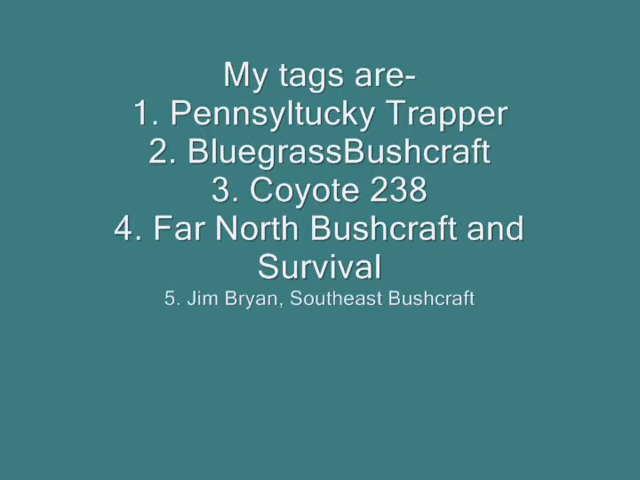 My tags are-
1. Pennsyltucky Trapper
2. BluegrassBushcraft
3. Coyote 238
4. Far North Bushcraft and
Survival
5. Jim Bryan, Southeast Bushcraft